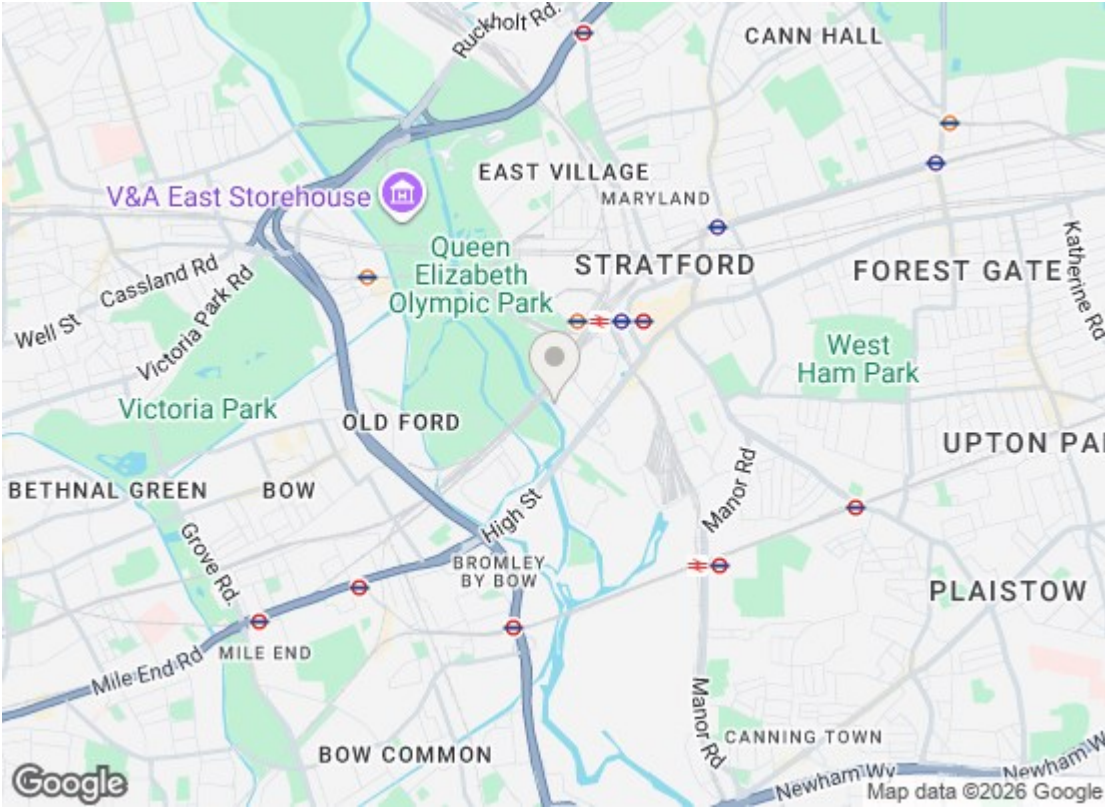 Ruckholt Rd.
CANN HALL
EAST VILLAGE
MARYLAND
V&A East Storehouse
Queen
Elizabeth
Olympic Park
STRATFORD
FOREST GATE
Katherine Rd
Cassland Rd
Victoria Park Rd
Well St
West
Ham Park
Victoria Park
OLD FORD
UPTON PA
BETHNAL GREEN
BOW
Manor Rd
High St
Grove Rd.
BROMLEY
BY BOW
PLAISTOW
MILE END
Mile End Rd
Manor Rd
BOW COMMON
CANNING TOWN
Newham Wy
Newham W
Google
Map data ©2026 Google